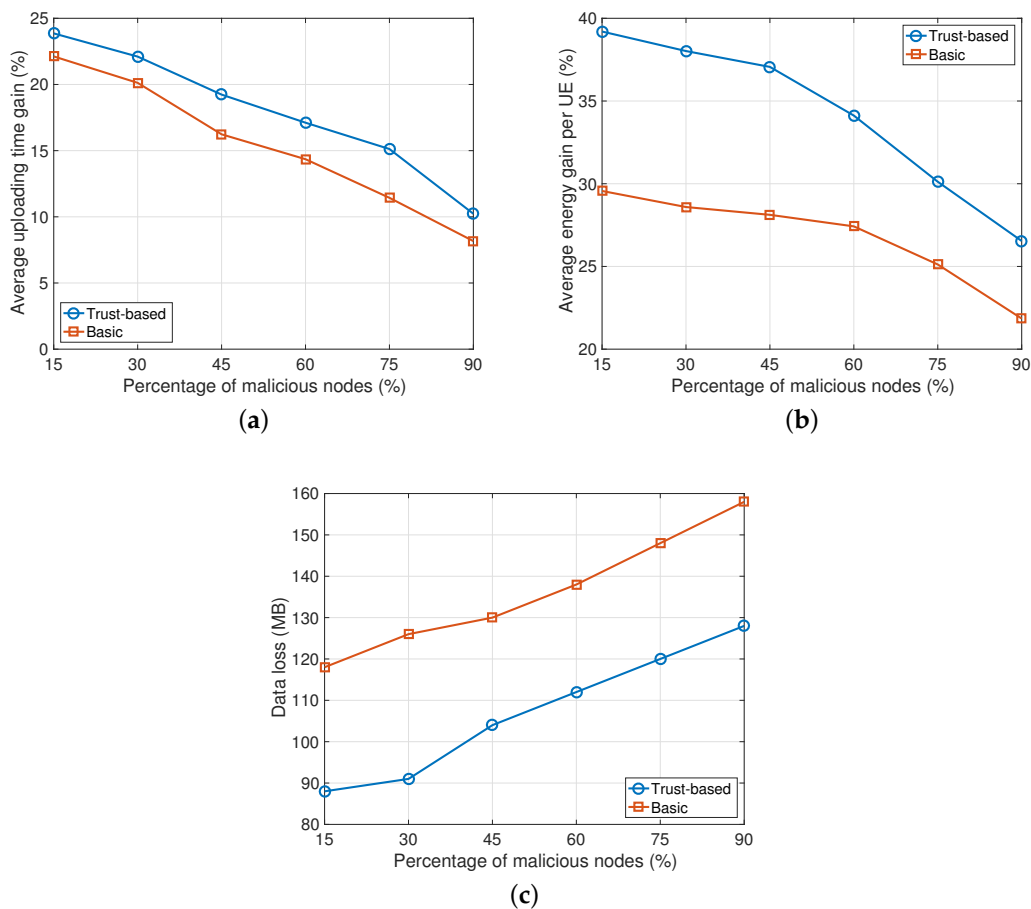 Average uploading time gain (%)
25
20
15
10
5
0
Trust-based
Basic
15 30 45 60 75 90
Percentage of malicious nodes (%)
(a)
Average energy gain per UE (%)
40
35
30
25
20
Trust-based
Basic
15 30 45 60 75 90
Percentage of malicious nodes (%)
(b)
Data loss (MB)
160
150
140
130
120
110
100
90
80
Trust-based
Basic
15 30 45 60 75 90
Percentage of malicious nodes (%)
(c)